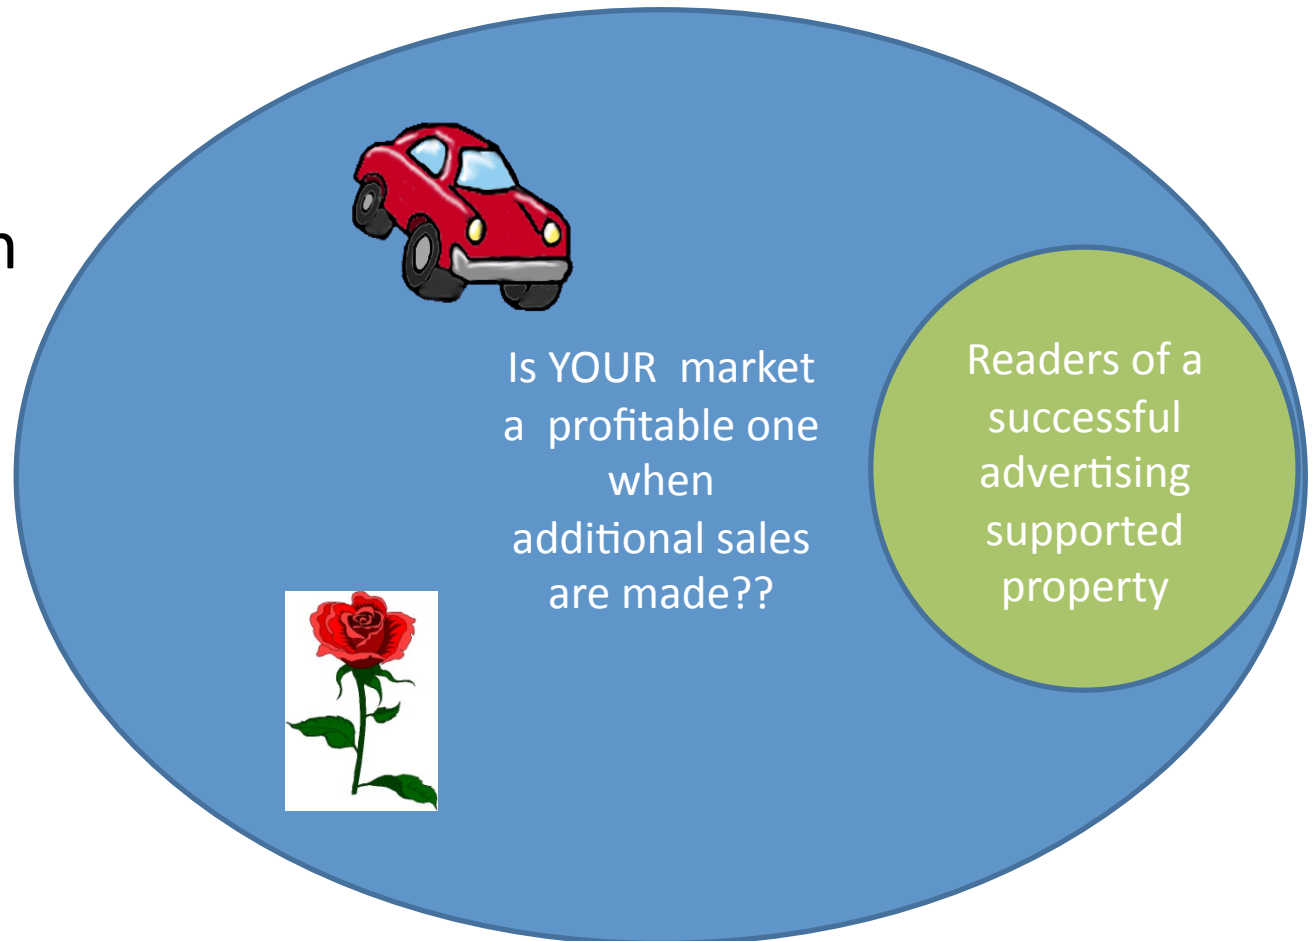 n
Is YOUR  market
a  profitable one
when
additional sales
are made??
Readers of a
successful
advertising
supported
property